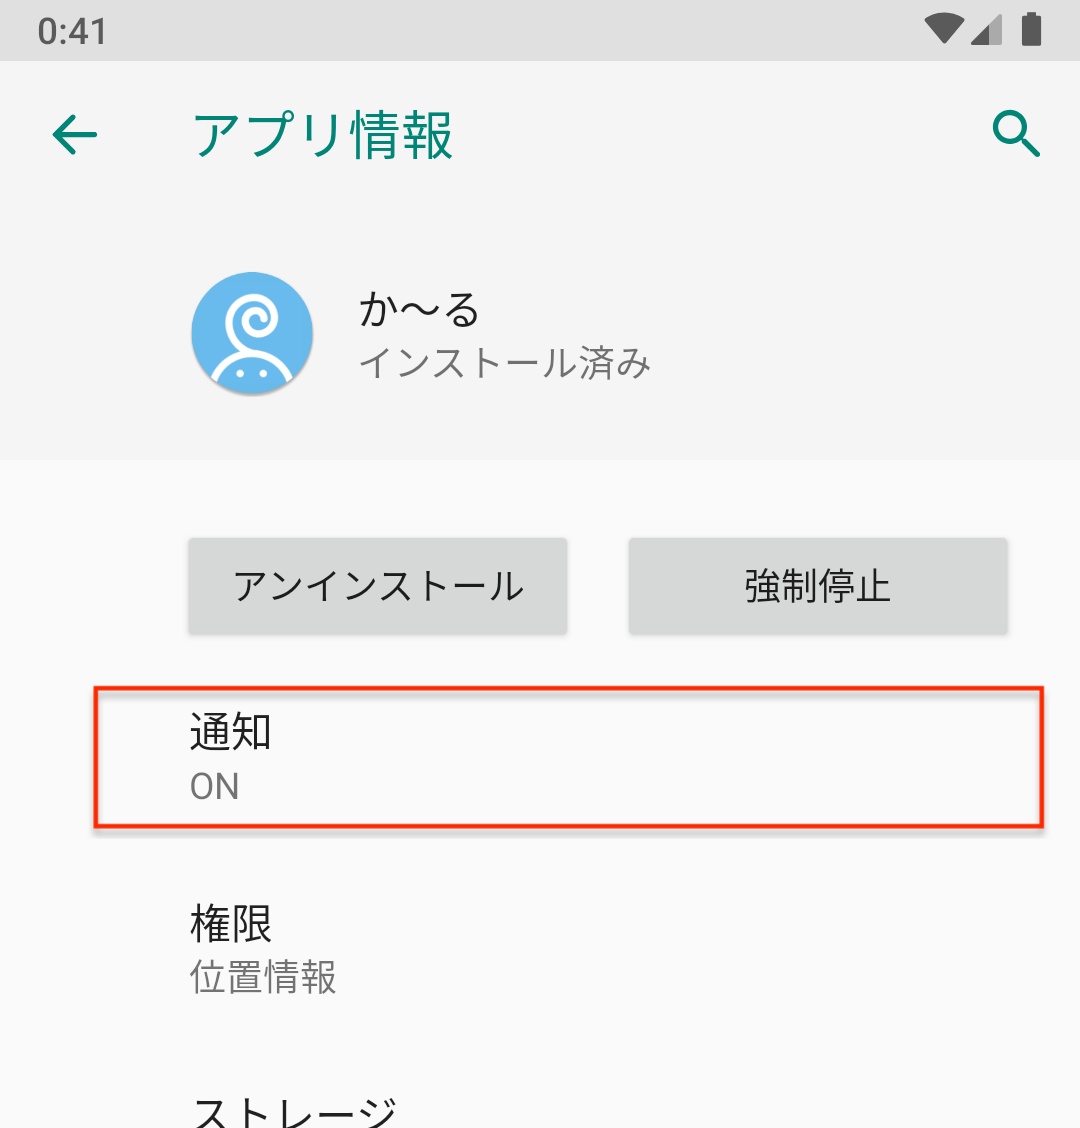 0:41
アプリ情報
か〜る
インストール済み
アンインストール
強制停止
通知
ON
権限
位置情報
ストレージ